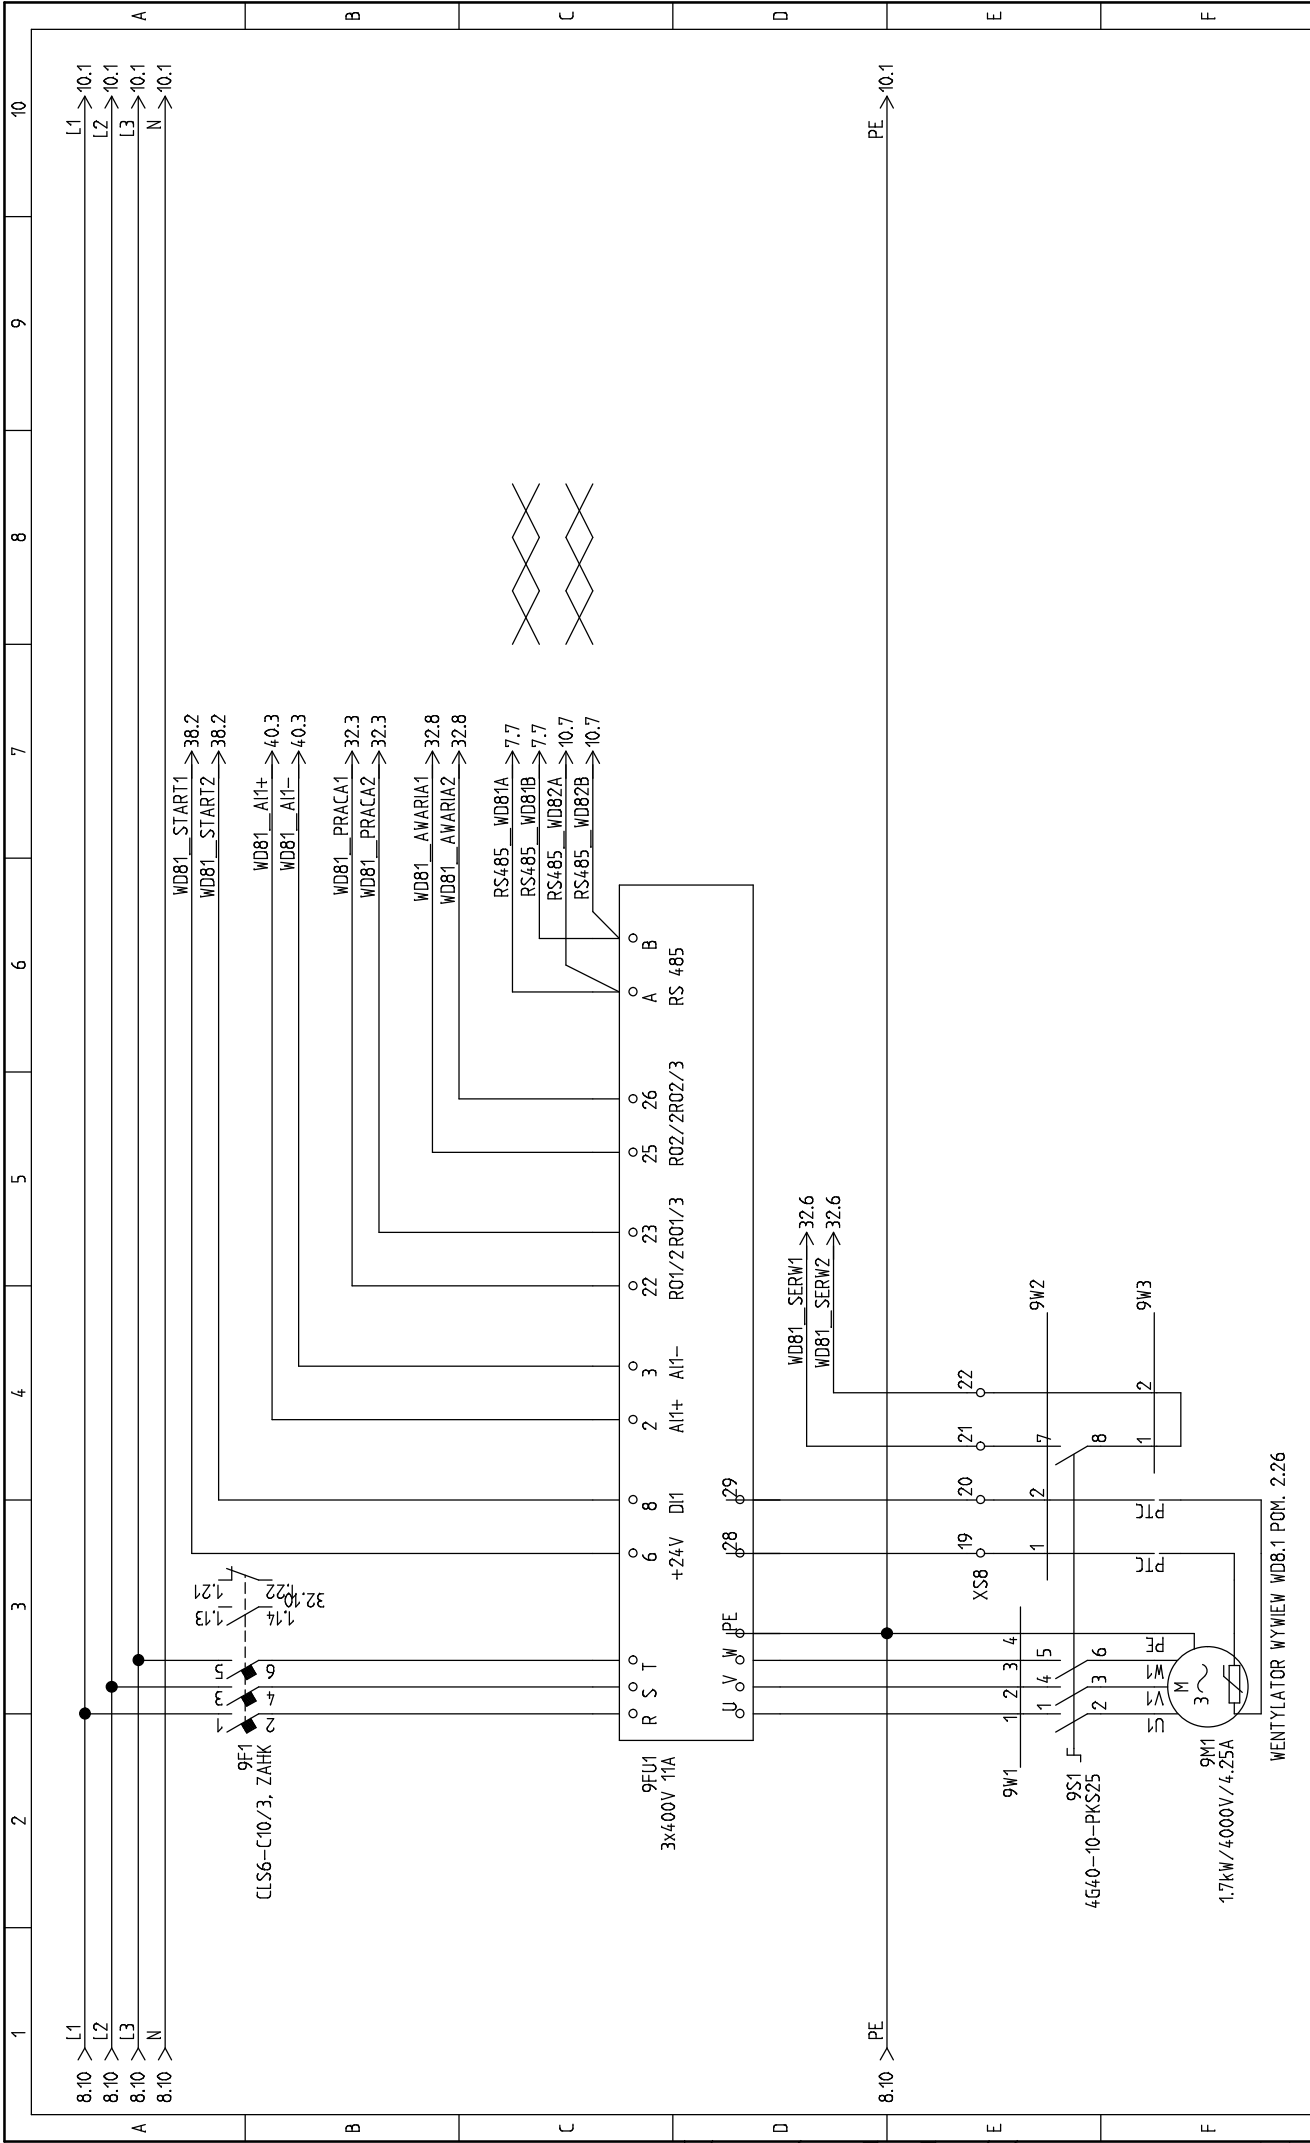 1 2 3 4 5 6 7 8 9 10
A
8.10 L1 L1 10.1
8.10 L2 L2 10.1
8.10 L3 L3 10.1
8.10 N N 10.1
WD81_START1 38.2
WD81_START2 38.2
1 3 5 1.13 1.21
2 4 6 1.14 1.22
32.10
9F1
CLS6-C10/3, ZAHK
B
WD81_AI1+ 40.3
WD81_AI1- 40.3
WD81_PRACA1 32.3
WD81_PRACA2 32.3
WD81_AWARIA1 32.8
WD81_AWARIA2 32.8
C
RS485_WD81A 7.7
RS485_WD81B 7.7
RS485_WD82A 10.7
RS485_WD82B 10.7
9FU1
3x400V 11A
R S T 6 8 2 3 22 23 25 26 A B
+24V DI1 AI1+ AI1- RO1/2 RO1/3 RO2/2 RO2/3 RS 485
U V W PE 28 29
D
WD81_SERW1 32.6
WD81_SERW2 32.6
8.10 PE PE 10.1
E
XS8 19 20 21 22
9W1 1 2 3 4
1 2 9W2
1 4 5 7
9S1
4G40-10-PKS25
2 3 6 8
U1 V1 W1 PE PTC PTC 1 2 9W3
F
M
3~
9M1
1.7kW/4000V/4.25A
WENTYLATOR WYWIEW WD8.1 POM. 2.26
A B C D E F